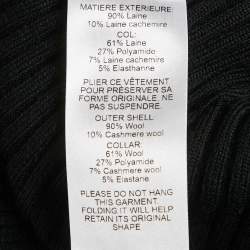 MATIERE EXTERIEURE:
90% Laine
10% Laine cachemire
COL:
61% Laine
27% Polyamide
7% Laine cachemire
5% Elasthanne
PLIER CE VÊTEMENT
POUR PRÉSERVER SA
FORME ORIGINALE. NE
PAS SUSPENDRE.
OUTER SHELL
90% Wool
10% Cashmere wool
COLLAR:
61% Wool
27% Polyamide
7% Cashmere wool
5% Elastane
PLEASE DO NOT HANG
THIS GARMENT.
FOLDING IT WILL HELP
RETAIN ITS ORIGINAL
SHAPE